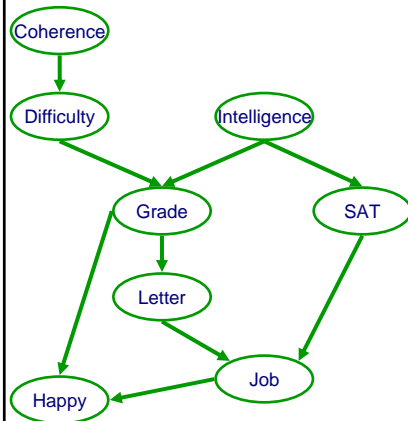 Coherence
Difficulty
Intelligence
Grade
SAT
Letter
Job
Happy